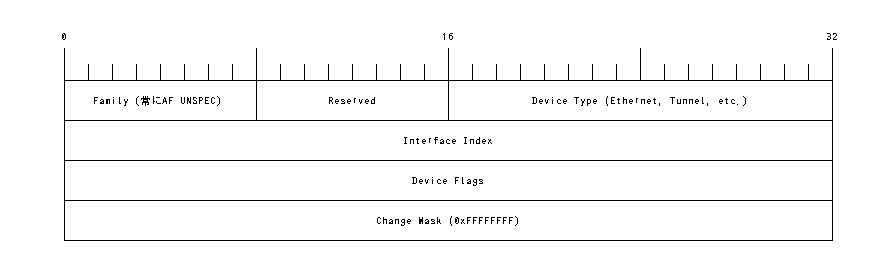 0 16 32
Family (常にAF UNSPEC) Reserved Device Type (Ethernet, Tunnel, etc.)
Interface Index
Device Flags
Change Mask (0xFFFFFFFF)